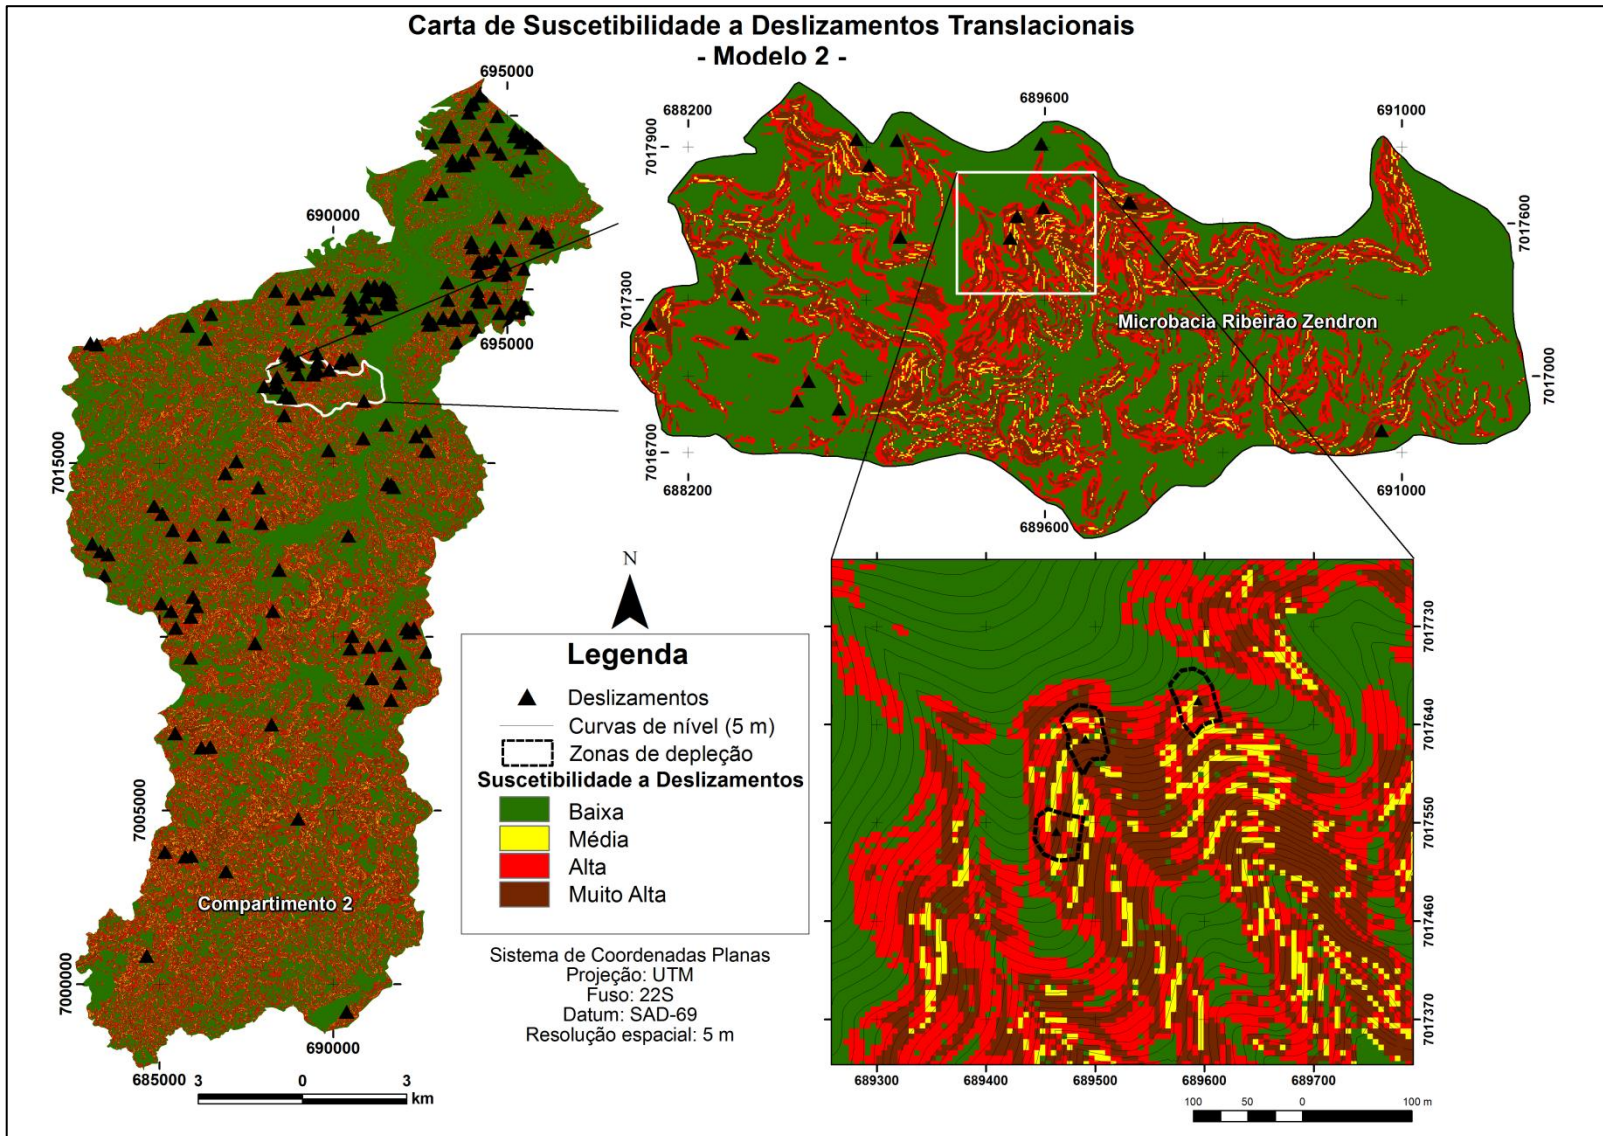 Carta de Suscetibilidade a Deslizamentos Translacionais
- Modelo 2 -
695000
690000
695000
7015000
7005000
7000000
Compartimento 2
690000
685000
3 0 3
km
688200
689600
691000
7017900
7017600
7017300
7017000
7016700
Microbacia Ribeirão Zendron
688200
689600
691000
N
Legenda
Deslizamentos
Curvas de nível (5 m)
Zonas de depleção
Suscetibilidade a Deslizamentos
Baixa
Média
Alta
Muito Alta
Sistema de Coordenadas Planas
Projeção: UTM
Fuso: 22S
Datum: SAD-69
Resolução espacial: 5 m
7017730
7017640
7017550
7017460
7017370
689300 689400 689500 689600 689700
100 50 0 100 m